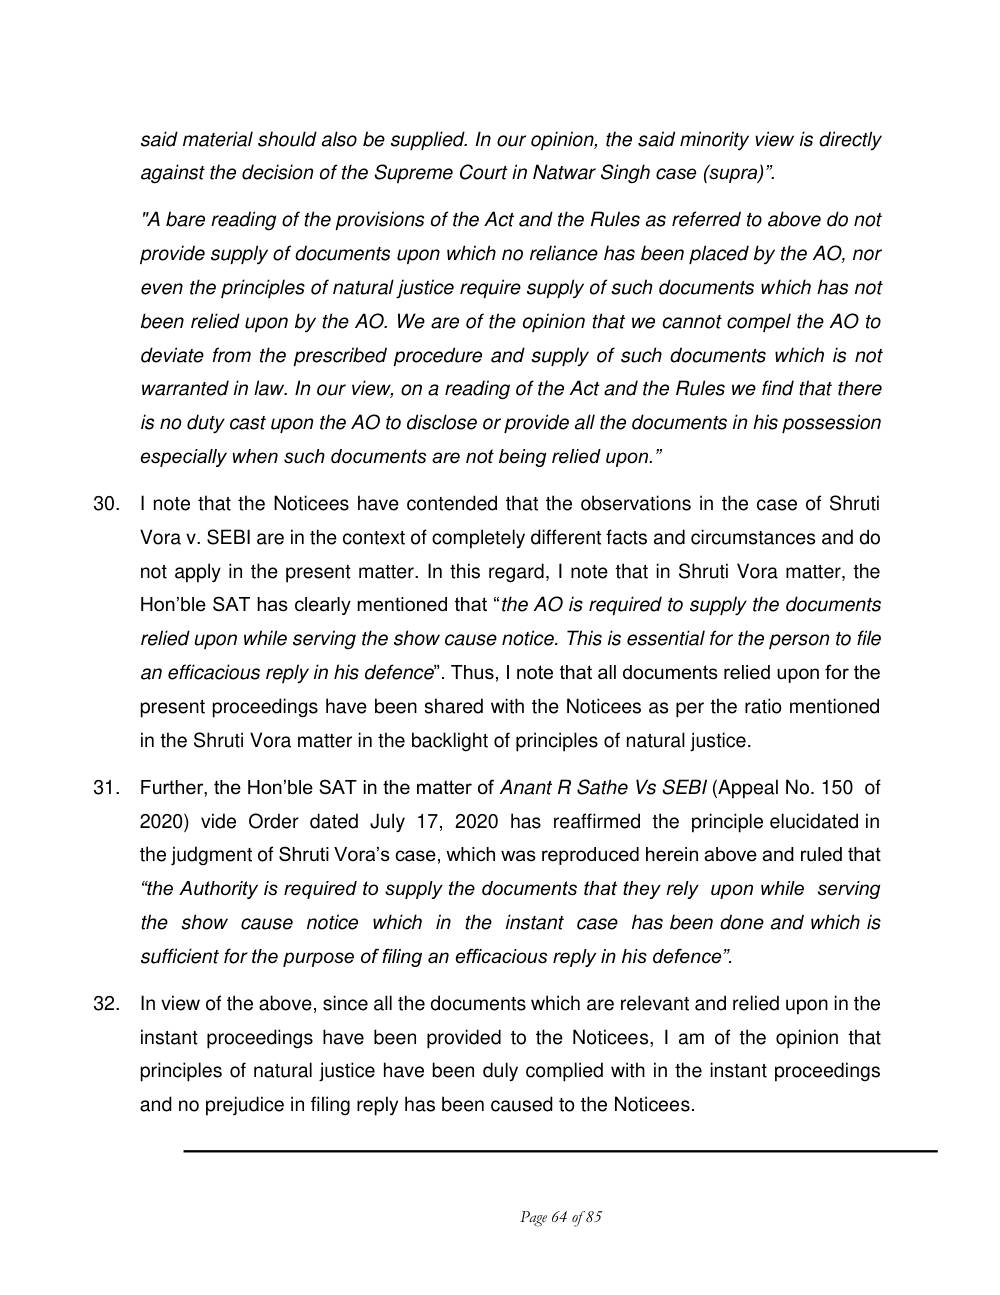 said material should also be supplied. In our opinion, the said minority view is directly
against the decision of the Supreme Court in Natwar Singh case (supra)”.
"A bare reading of the provisions of the Act and the Rules as referred to above do not
provide supply of documents upon which no reliance has been placed by the AO, nor
even the principles of natural justice require supply of such documents which has not
been relied upon by the AO. We are of the opinion that we cannot compel the AO to
deviate from the prescribed procedure and supply of such documents which is not
warranted in law. In our view, on a reading of the Act and the Rules we find that there
is no duty cast upon the AO to disclose or provide all the documents in his possession
especially when such documents are not being relied upon.”
30. I note that the Noticees have contended that the observations in the case of Shruti
Vora v. SEBI are in the context of completely different facts and circumstances and do
not apply in the present matter. In this regard, I note that in Shruti Vora matter, the
Hon’ble SAT has clearly mentioned that “the AO is required to supply the documents
relied upon while serving the show cause notice. This is essential for the person to file
an efficacious reply in his defence”. Thus, I note that all documents relied upon for the
present proceedings have been shared with the Noticees as per the ratio mentioned
in the Shruti Vora matter in the backlight of principles of natural justice.
31. Further, the Hon’ble SAT in the matter of Anant R Sathe Vs SEBI (Appeal No. 150 of
2020) vide Order dated July 17, 2020 has reaffirmed the principle elucidated in
the judgment of Shruti Vora’s case, which was reproduced herein above and ruled that
“the Authority is required to supply the documents that they rely upon while serving
the show cause notice which in the instant case has been done and which is
sufficient for the purpose of filing an efficacious reply in his defence”.
32. In view of the above, since all the documents which are relevant and relied upon in the
instant proceedings have been provided to the Noticees, I am of the opinion that
principles of natural justice have been duly complied with in the instant proceedings
and no prejudice in filing reply has been caused to the Noticees.
Page 64 of 85